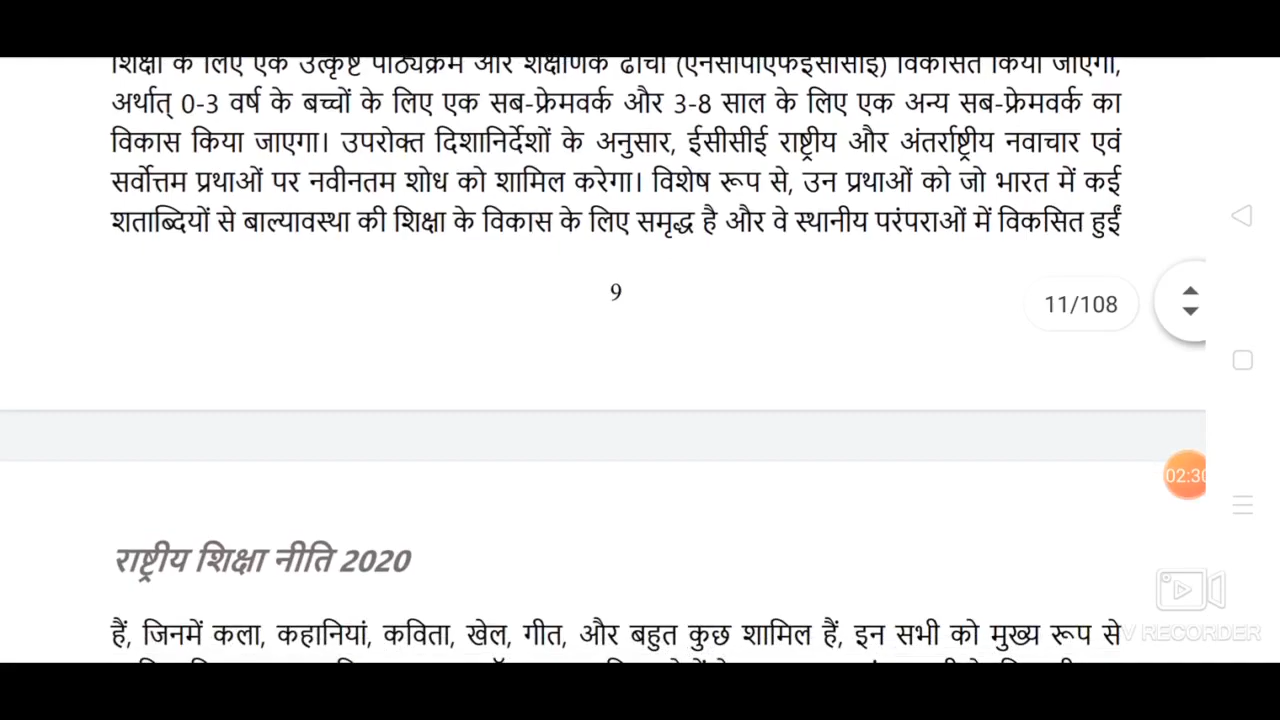 शिक्षा के लिए एक उत्कृष्ट पाठ्यक्रम और शैक्षणिक ढांचा (एनसीपीएफईसीसीई) विकसित किया जाएगा,
अर्थात् 0-3 वर्ष के बच्चों के लिए एक सब-फ्रेमवर्क और 3-8 साल के लिए एक अन्य सब-फ्रेमवर्क का
विकास किया जाएगा। उपरोक्त दिशानिर्देशों के अनुसार, ईसीसीई राष्ट्रीय और अंतर्राष्ट्रीय नवाचार एवं
सर्वोत्तम प्रथाओं पर नवीनतम शोध को शामिल करेगा। विशेष रूप से, उन प्रथाओं को जो भारत में कई
शताब्दियों से बाल्यावस्था की शिक्षा के विकास के लिए समृद्ध है और वे स्थानीय परंपराओं में विकसित हुईं
9
11/108
02:30
राष्ट्रीय शिक्षा नीति 2020
हैं, जिनमें कला, कहानियां, कविता, खेल, गीत, और बहुत कुछ शामिल हैं, इन सभी को मुख्य रूप से
V RECORDER